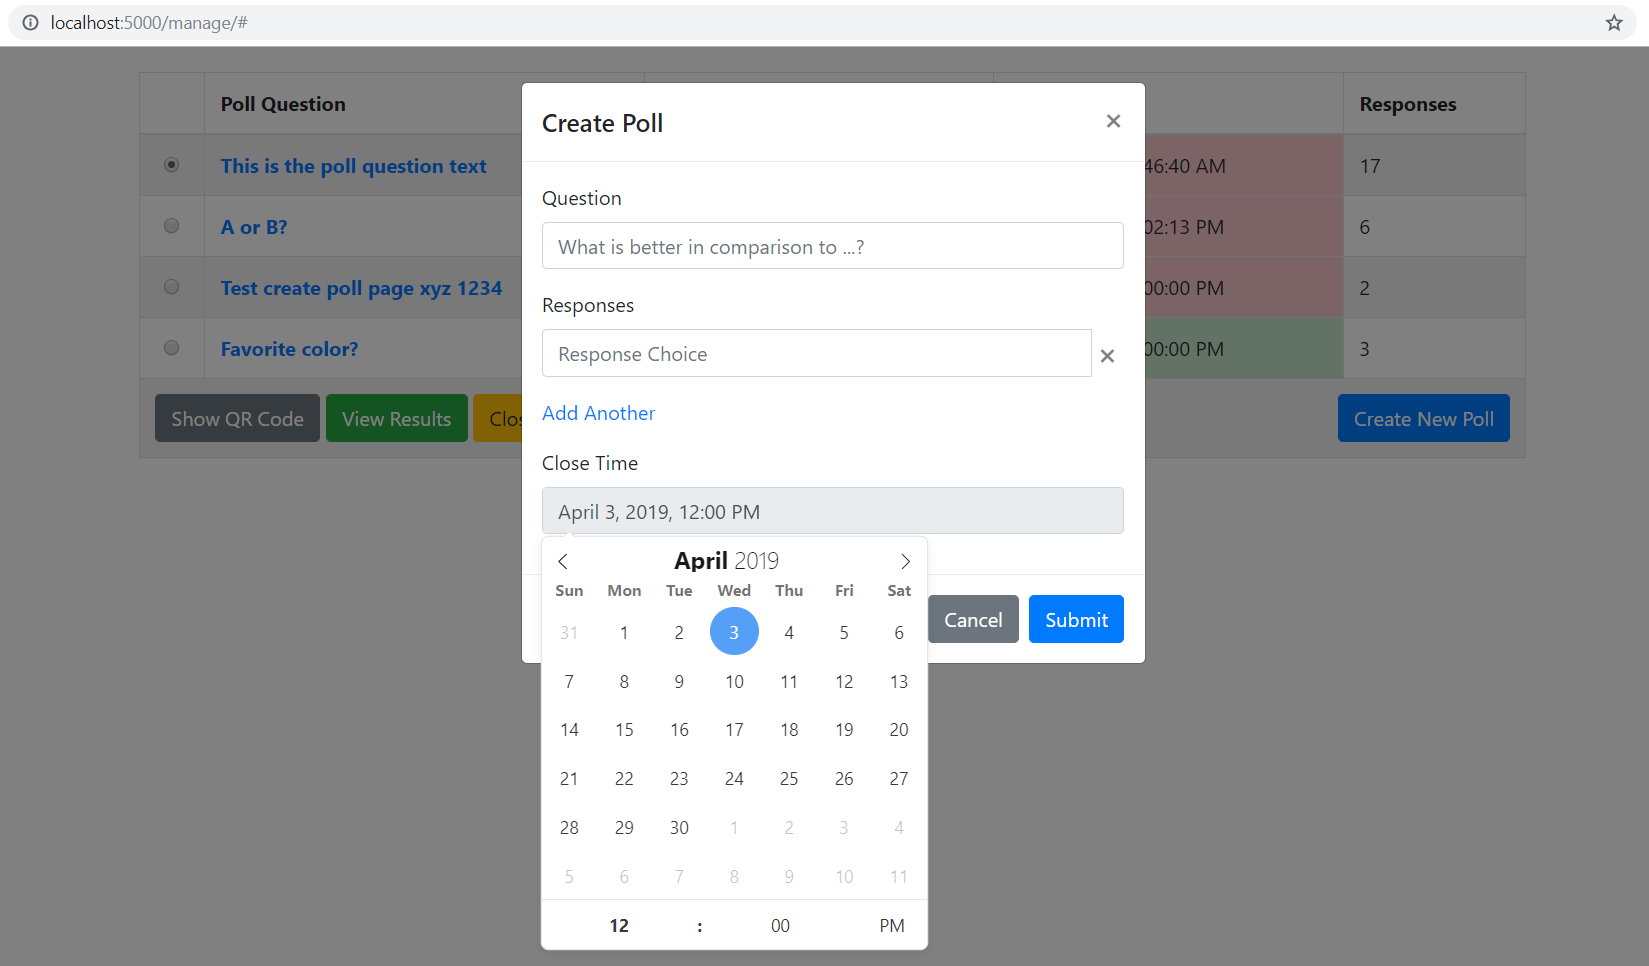 localhost:5000/manage/#
Poll Question
Responses
This is the poll question text
46:40 AM
17
A or B?
02:13 PM
6
Test create poll page xyz 1234
00:00 PM
2
Favorite color?
00:00 PM
3
Show QR Code
View Results
Clos
Create New Poll
Create Poll
×
Question
What is better in comparison to ...?
Responses
Response Choice
×
Add Another
Close Time
April 3, 2019, 12:00 PM
April 2019
Sun Mon Tue Wed Thu Fri Sat
31 1 2 3 4 5 6
7 8 9 10 11 12 13
14 15 16 17 18 19 20
21 22 23 24 25 26 27
28 29 30 1 2 3 4
5 6 7 8 9 10 11
12 : 00 PM
Cancel
Submit